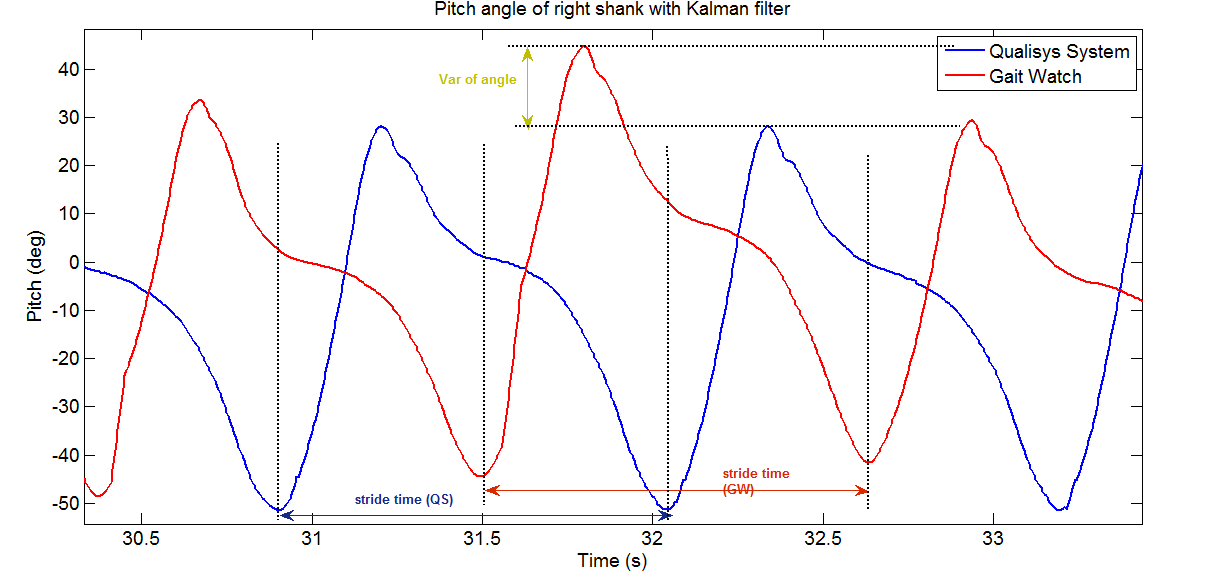 Pitch angle of right shank with Kalman filter
Qualisys System
Gait Watch
Var of angle
40
30
20
10
0
-10
-20
-30
-40
-50
Pitch (deg)
stride time (QS)
stride time
(GW)
30.5
31
31.5
32
32.5
33
Time (s)